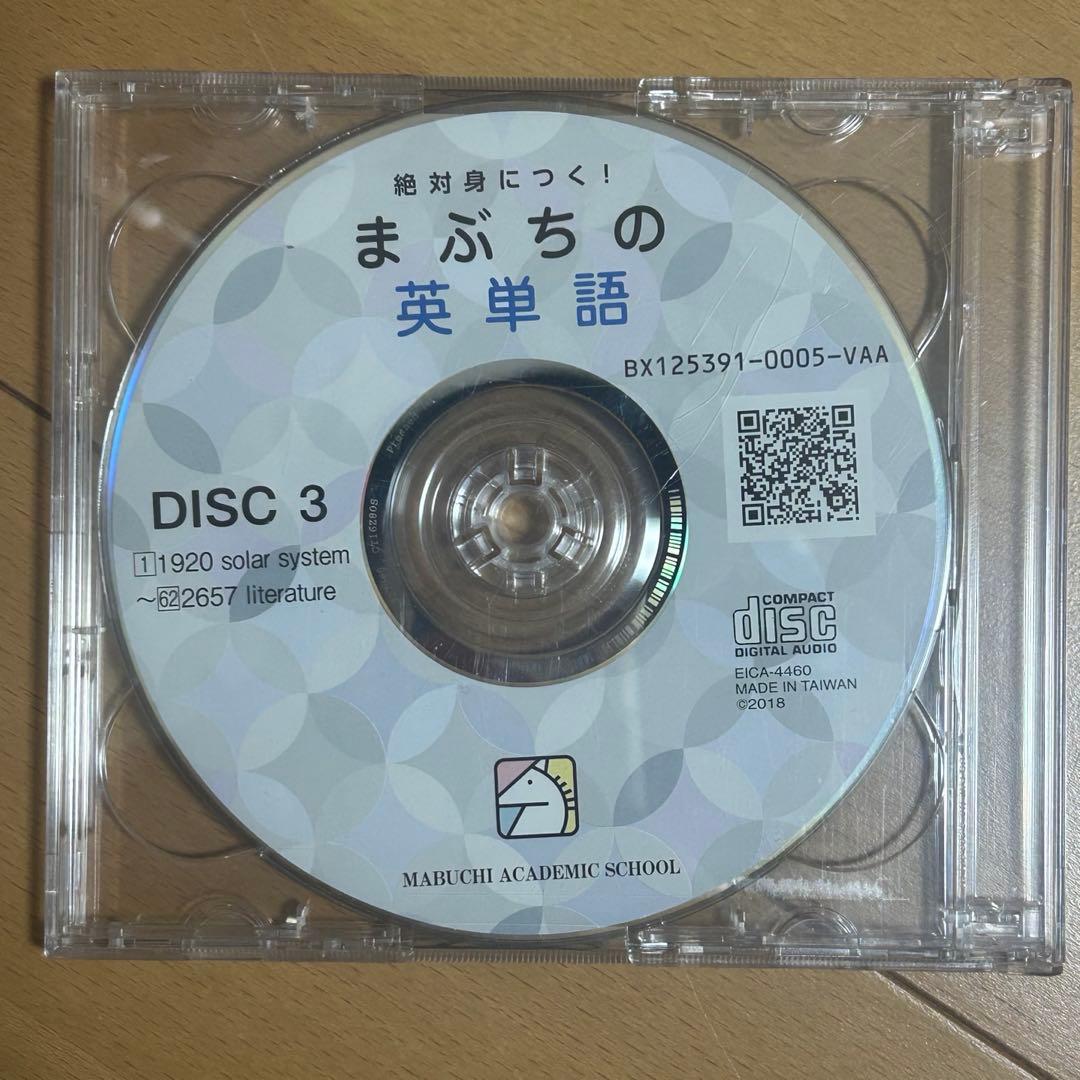 絶対身につく!
まぶちの
英単語
BX125391-0005-VAA
DISC 3
1 1920 solar system
～62 2657 literature
COMPACT
disc
DIGITAL AUDIO
EICA-4460
MADE IN TAIWAN
©2018
MABUCHI ACADEMIC SCHOOL